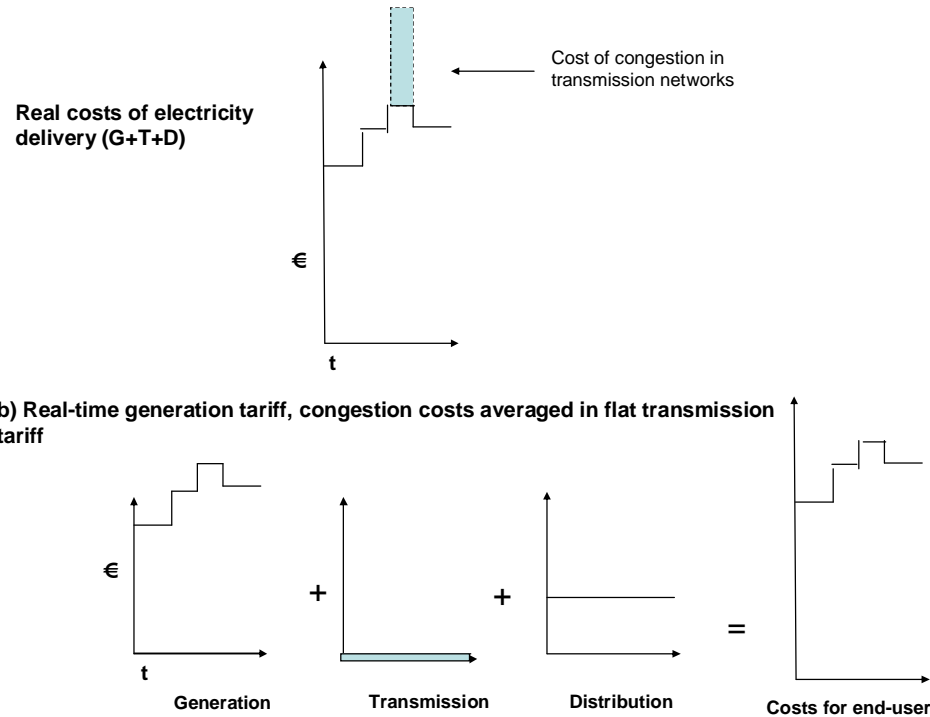 Cost of congestion in
transmission networks
Real costs of electricity
delivery (G+T+D)
€
t
b) Real-time generation tariff, congestion costs averaged in flat transmission
tariff
€
+
+
=
t
Generation
Transmission
Distribution
Costs for end-user